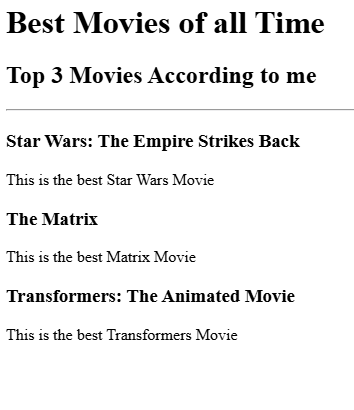 Best Movies of all Time
Top 3 Movies According to me
Star Wars: The Empire Strikes Back
This is the best Star Wars Movie
The Matrix
This is the best Matrix Movie
Transformers: The Animated Movie
This is the best Transformers Movie